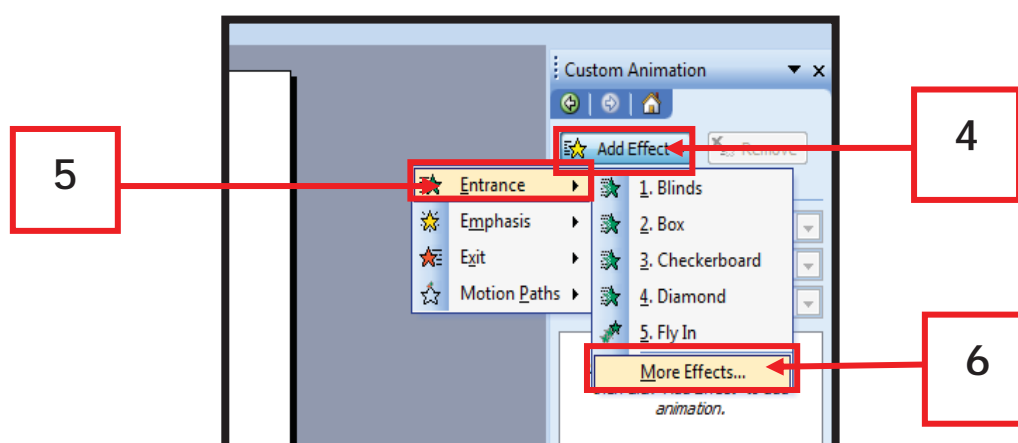 Custom Animation
4
Add Effect
Remove
5
Entrance
1. Blinds
Emphasis
2. Box
Exit
3. Checkerboard
Motion Paths
4. Diamond
5. Fly In
More Effects...
6
animation.